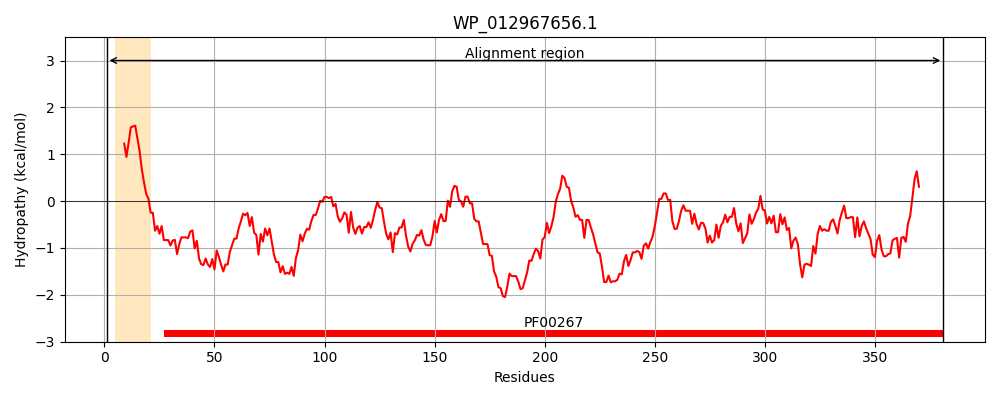 WP_012967656.1
Alignment region
Hydropathy (kcal/mol)
3
2
1
0
−1
−2
−3
PF00267
0 50 100 150 200 250 300 350
Residues